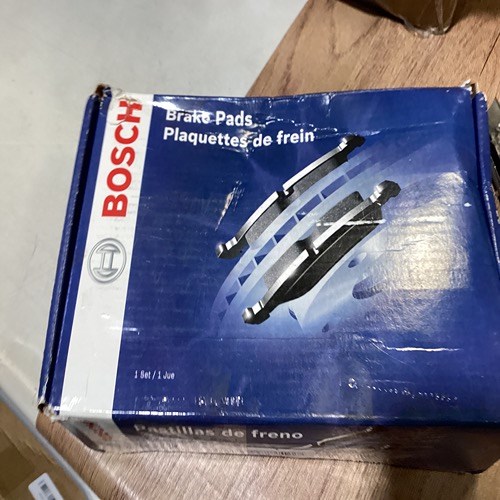 BOSCH
Brake Pads
Plaquettes de frein
1 Set / 1 Jue
Pastillas de freno